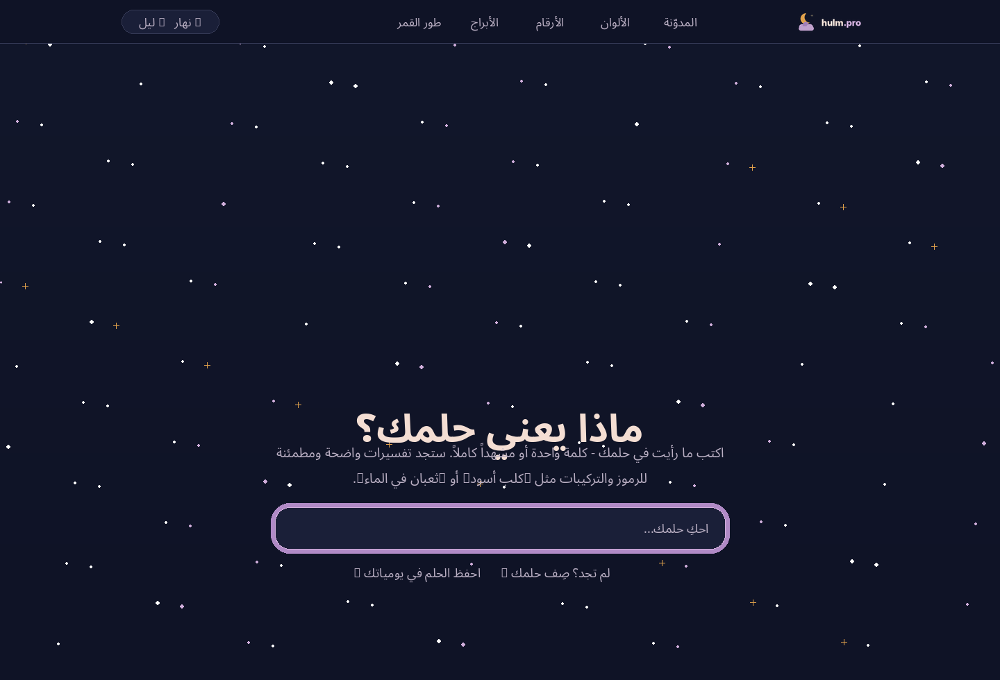 hulm.pro
المدوّنة
الألوان
الأرقام
الأبراج
طور القمر
نهار
ليل
ماذا يعني حلمك؟
اكتب ما رأيت في حلمك - كلمة واحدة أو مشهداً كاملاً. ستجد تفسيرات واضحة ومطمئنة
للرموز والتركيبات مثل كلب أسود أو ثعبان في الماء.
احكِ حلمك...
لم تجد؟ صِف حلمك
احفظ الحلم في يومياتك